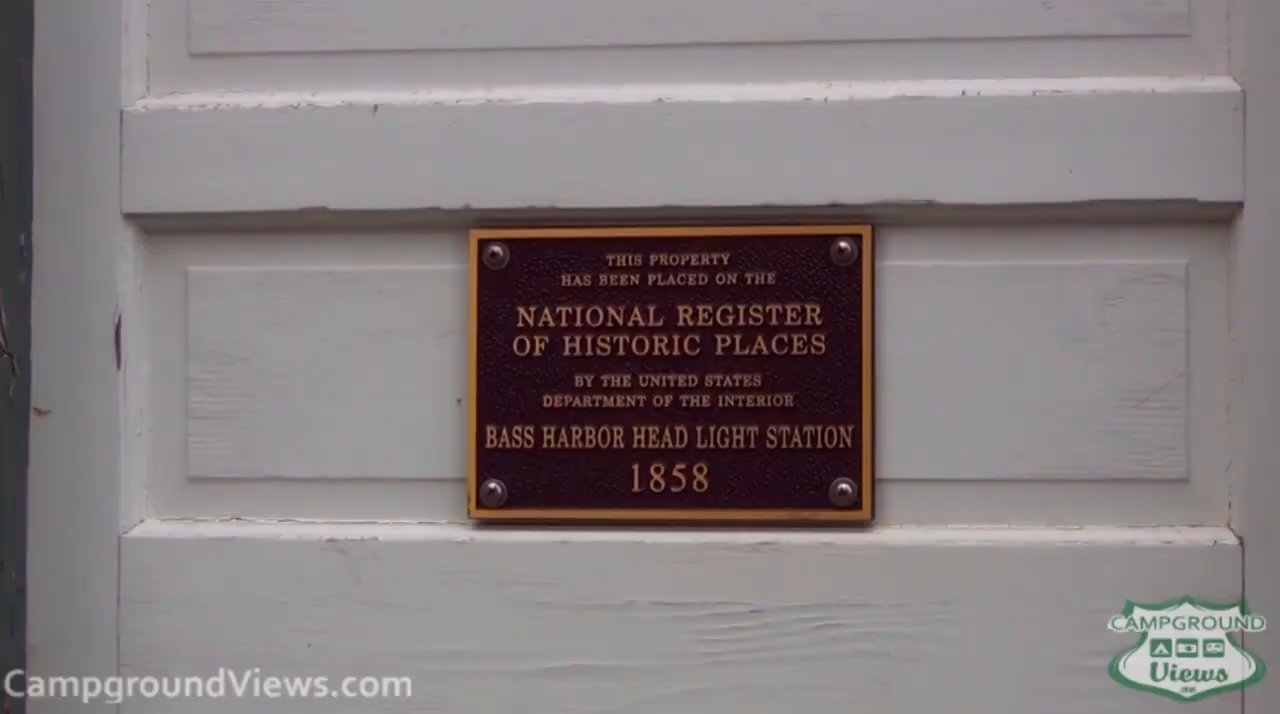 THIS PROPERTY
HAS BEEN PLACED ON THE
NATIONAL REGISTER
OF HISTORIC PLACES
BY THE UNITED STATES
DEPARTMENT OF THE INTERIOR
BASS HARBOR HEAD LIGHT STATION
1858
CAMPGROUND
Views
CampgroundViews.com